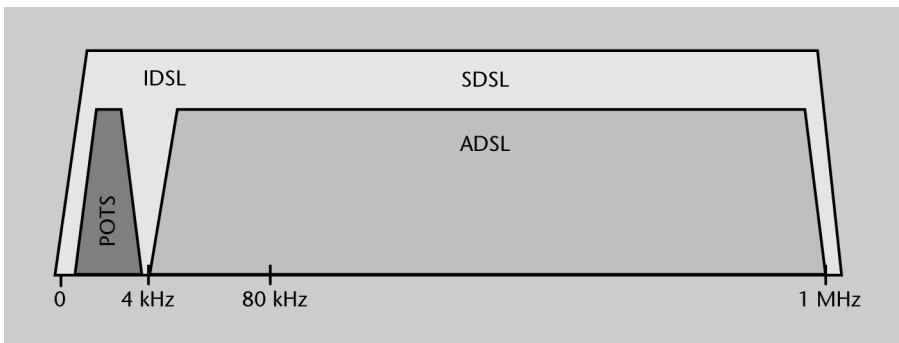 IDSL
SDSL
ADSL
POTS
0
4 kHz
80 kHz
1 MHz